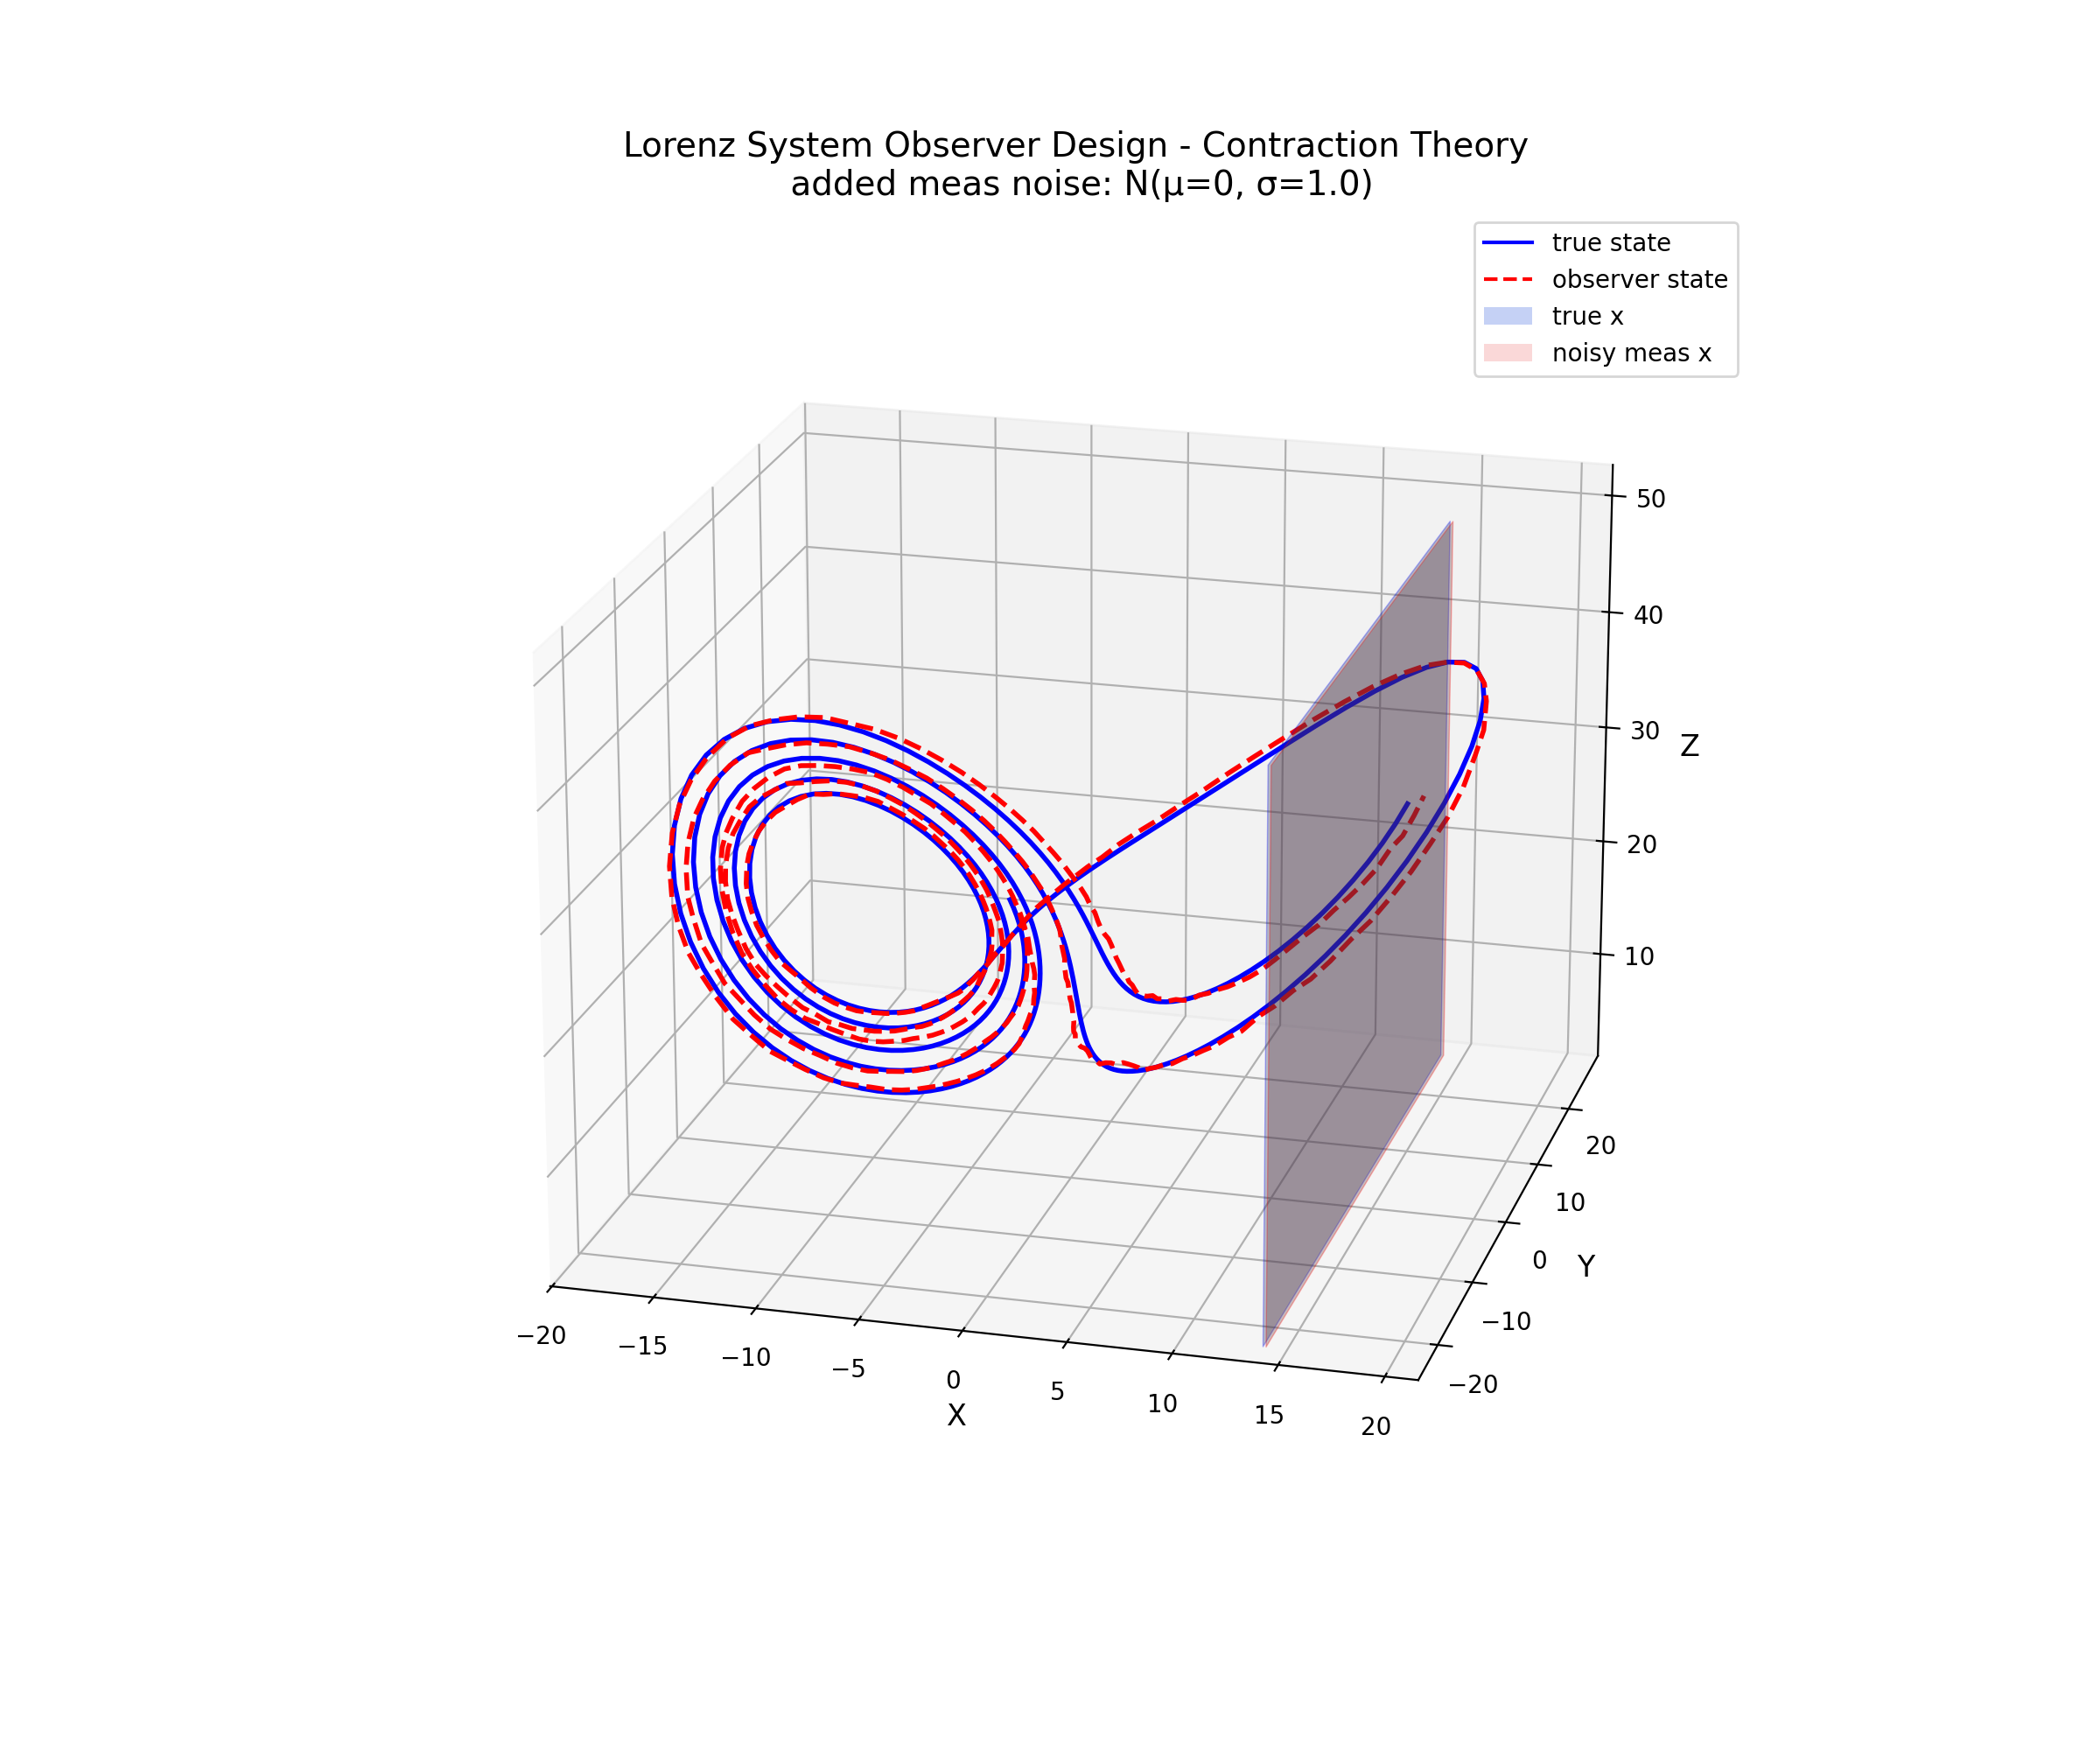 Lorenz System Observer Design - Contraction Theory
added meas noise: N(μ=0, σ=1.0)
true state
observer state
true x
noisy meas x
50
40
30
Z
20
10
20
10
0
Y
−10
−20
−20
−15
−10
−5
0
5
10
15
20
X